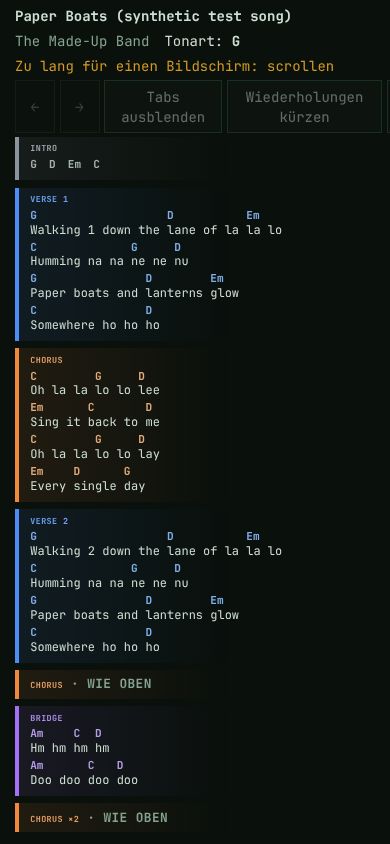 Paper Boats (synthetic test song)
The Made-Up Band  Tonart: G
Zu lang für einen Bildschirm: scrollen
←  →  Tabs ausblenden  Wiederholungen kürzen
INTRO
G  D  Em  C
VERSE 1
G                  D          Em
Walking 1 down the lane of la la lo
C             G     D
Humming na na ne ne nu
G               D        Em
Paper boats and lanterns glow
C               D
Somewhere ho ho ho
CHORUS
C        G     D
Oh la la lo lo lee
Em      C       D
Sing it back to me
C        G     D
Oh la la lo lo lay
Em    D      G
Every single day
VERSE 2
G                  D          Em
Walking 2 down the lane of la la lo
C             G     D
Humming na na ne ne nu
G               D        Em
Paper boats and lanterns glow
C               D
Somewhere ho ho ho
CHORUS · WIE OBEN
BRIDGE
Am    C  D
Hm hm hm hm
Am      C   D
Doo doo doo doo
CHORUS ×2 · WIE OBEN